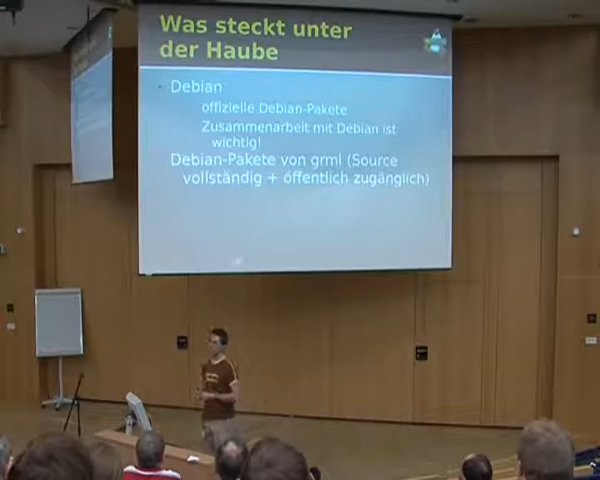 Was steckt unter
der Haube
Debian
offizielle Debian-Pakete
Zusammenarbeit mit Debian ist
wichtig!
Debian-Pakete von grml (Source
vollständig + öffentlich zugänglich)